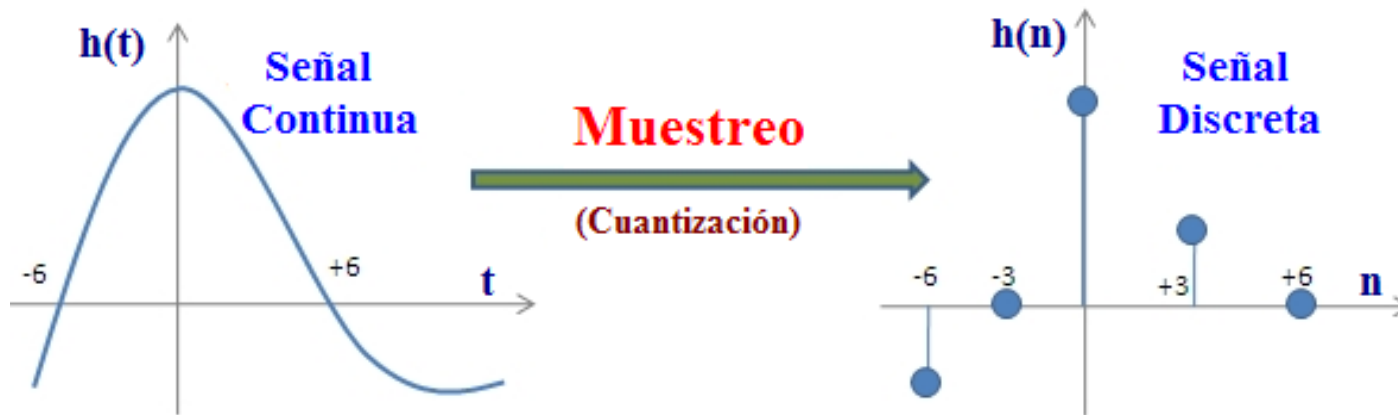 h(t)
Señal
Continua
-6
+6
t
Muestreo
(Cuantización)
h(n)
Señal
Discreta
-6
-3
+3
+6
n